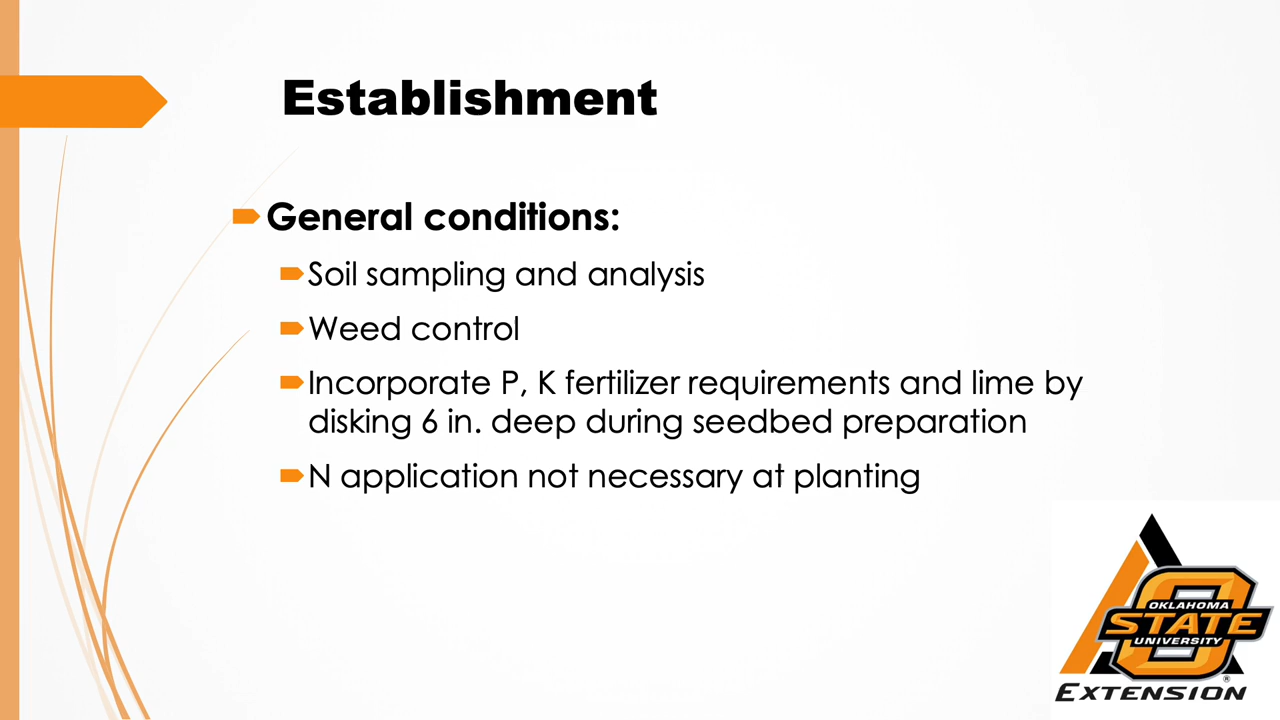 Establishment
General conditions:
Soil sampling and analysis
Weed control
Incorporate P, K fertilizer requirements and lime by
disking 6 in. deep during seedbed preparation
N application not necessary at planting
OKLAHOMA
STATE
UNIVERSITY
®
EXTENSION